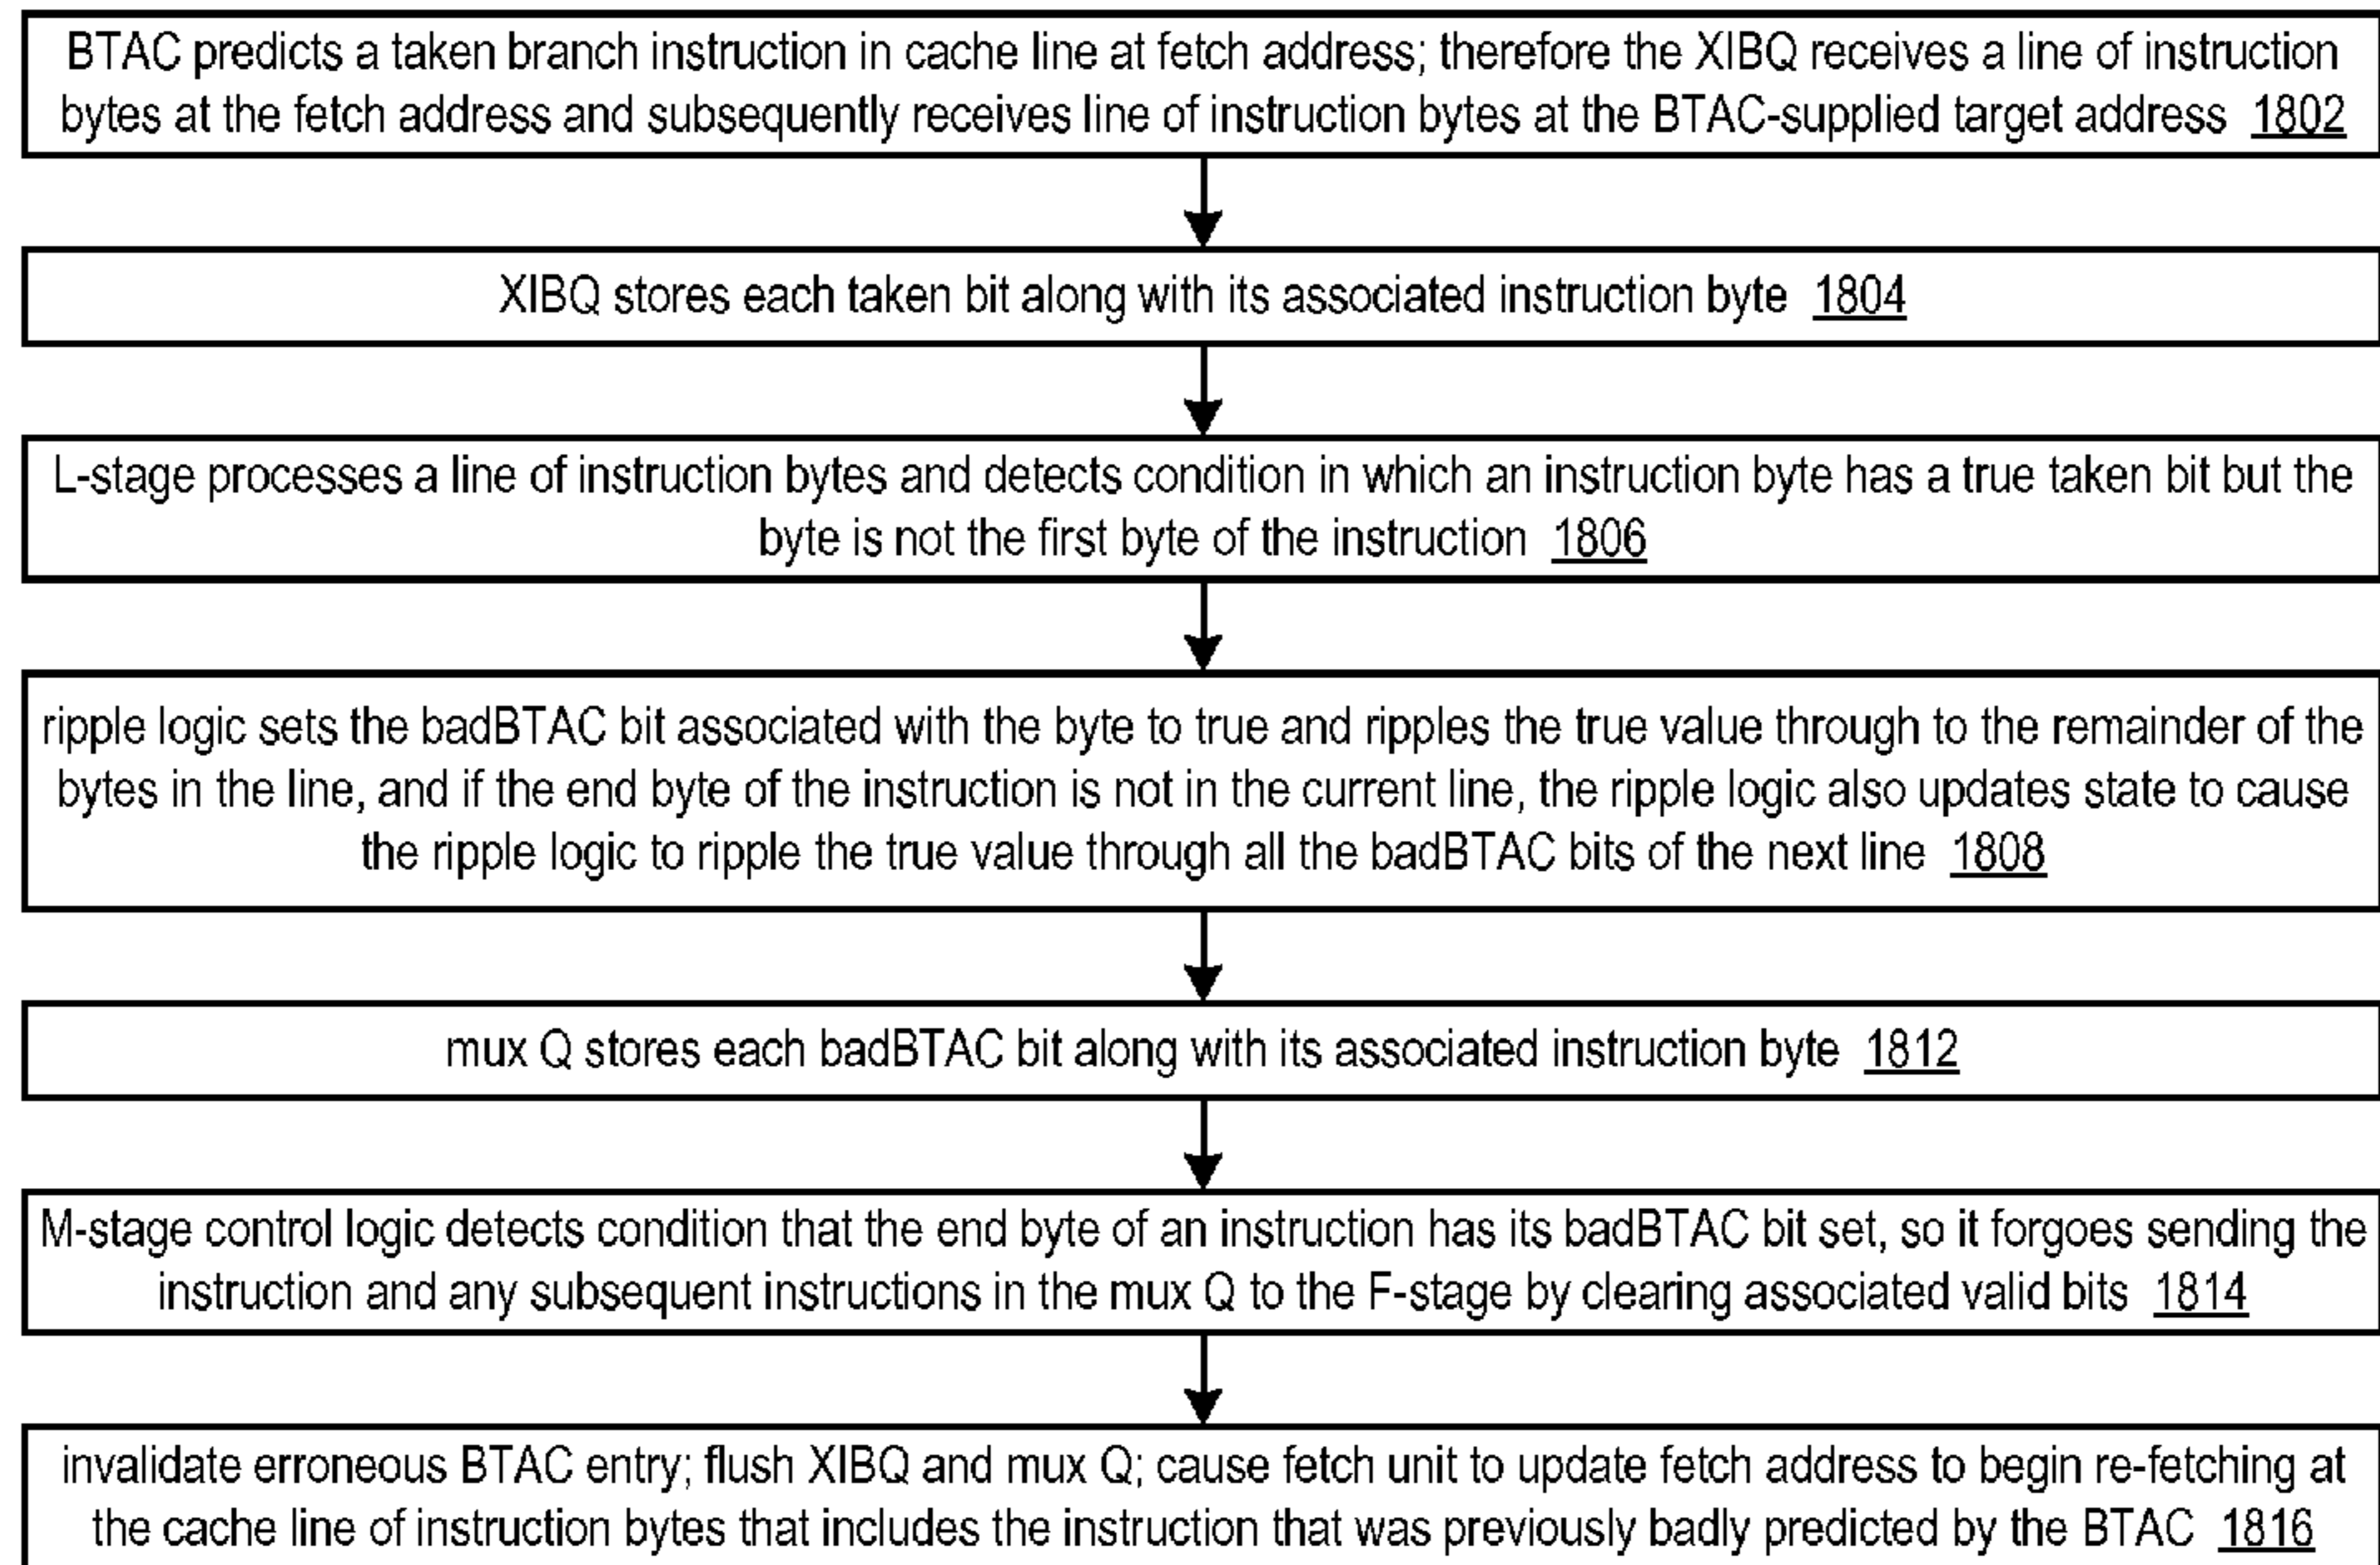 BTAC predicts a taken branch instruction in cache line at fetch address; therefore the XIBQ receives a line of instruction
bytes at the fetch address and subsequently receives line of instruction bytes at the BTAC-supplied target address 1802
XIBQ stores each taken bit along with its associated instruction byte 1804
L-stage processes a line of instruction bytes and detects condition in which an instruction byte has a true taken bit but the
byte is not the first byte of the instruction 1806
ripple logic sets the badBTAC bit associated with the byte to true and ripples the true value through to the remainder of the
bytes in the line, and if the end byte of the instruction is not in the current line, the ripple logic also updates state to cause
the ripple logic to ripple the true value through all the badBTAC bits of the next line 1808
mux Q stores each badBTAC bit along with its associated instruction byte 1812
M-stage control logic detects condition that the end byte of an instruction has its badBTAC bit set, so it forgoes sending the
instruction and any subsequent instructions in the mux Q to the F-stage by clearing associated valid bits 1814
invalidate erroneous BTAC entry; flush XIBQ and mux Q; cause fetch unit to update fetch address to begin re-fetching at
the cache line of instruction bytes that includes the instruction that was previously badly predicted by the BTAC 1816